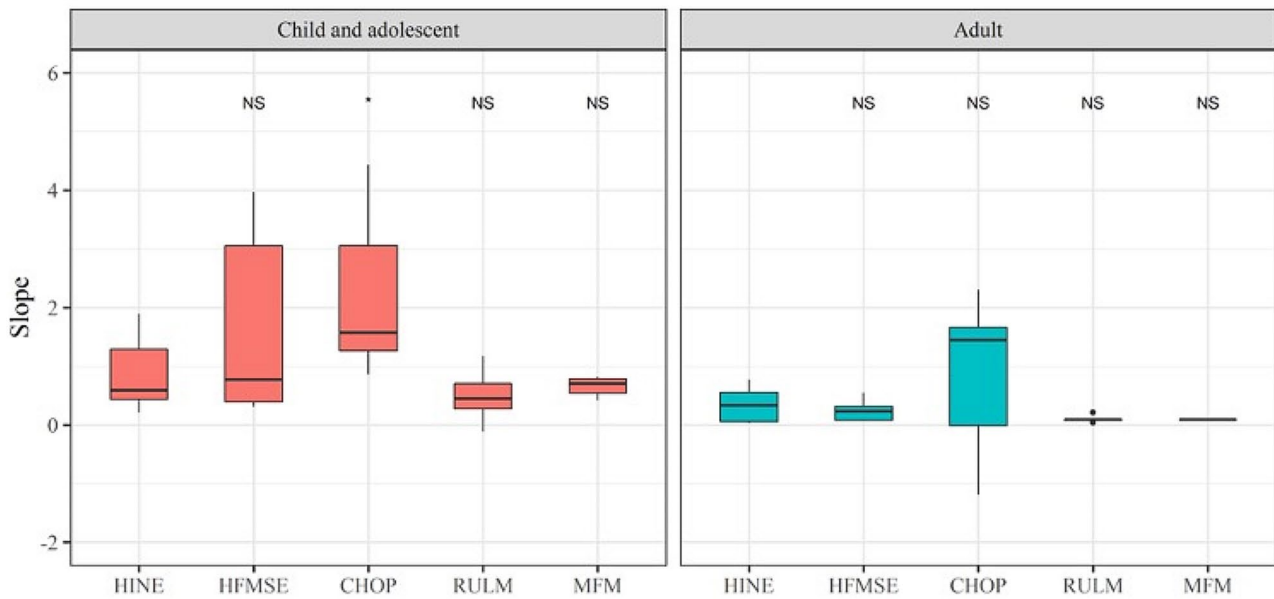 Child and adolescent
Adult
6
4
2
0
-2
Slope
NS
*
NS
NS
NS
NS
NS
NS
HINE
HFMSE
CHOP
RULM
MFM
HINE
HFMSE
CHOP
RULM
MFM